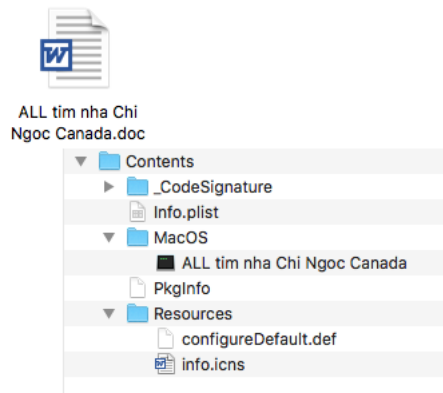 W
ALL tim nha Chi
Ngoc Canada.doc
Contents
_CodeSignature
Info.plist
MacOS
ALL tim nha Chi Ngoc Canada
PkgInfo
Resources
configureDefault.def
info.icns